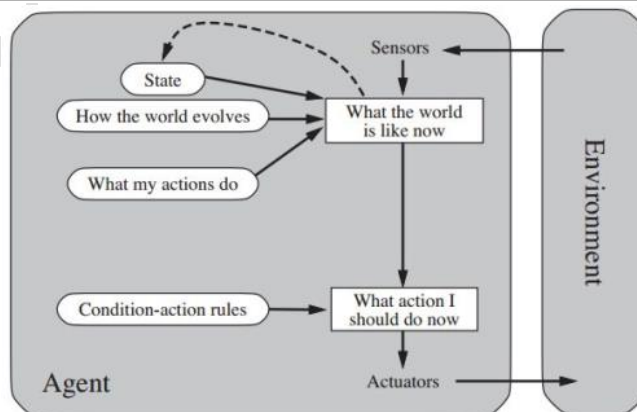 Sensors
State
How the world evolves
What the world
is like now
What my actions do
Environment
Condition-action rules
What action I
should do now
Agent
Actuators